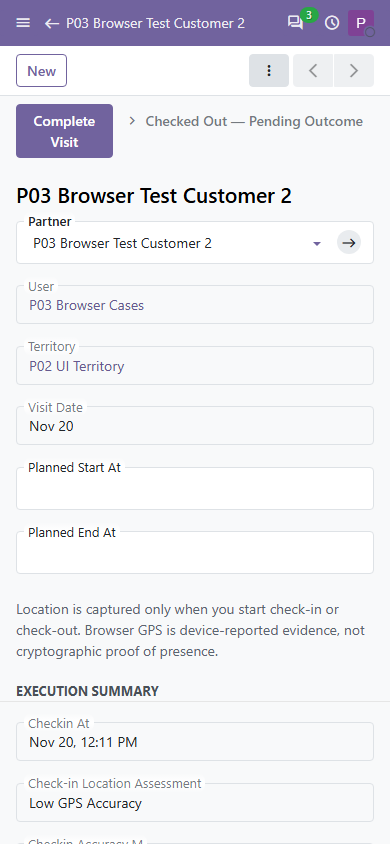 P03 Browser Test Customer 2
3
P
New
Complete
Visit
Checked Out — Pending Outcome
P03 Browser Test Customer 2
Partner
P03 Browser Test Customer 2
User
P03 Browser Cases
Territory
P02 UI Territory
Visit Date
Nov 20
Planned Start At
Planned End At
Location is captured only when you start check-in or
check-out. Browser GPS is device-reported evidence, not
cryptographic proof of presence.
EXECUTION SUMMARY
Checkin At
Nov 20, 12:11 PM
Check-in Location Assessment
Low GPS Accuracy
Checkin Accuracy M